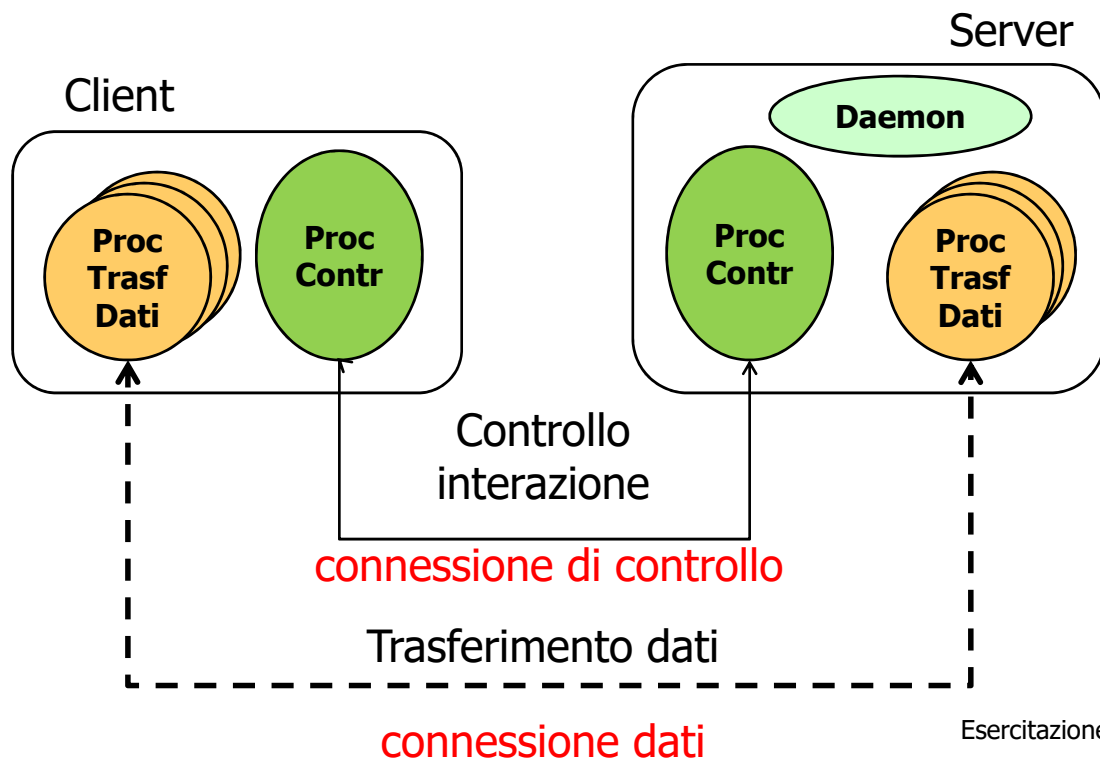 Server
Client
Daemon
Proc
Trasf
Dati
Proc
Contr
Proc
Contr
Proc
Trasf
Dati
Controllo
interazione
connessione di controllo
Trasferimento dati
connessione dati
Esercitazione